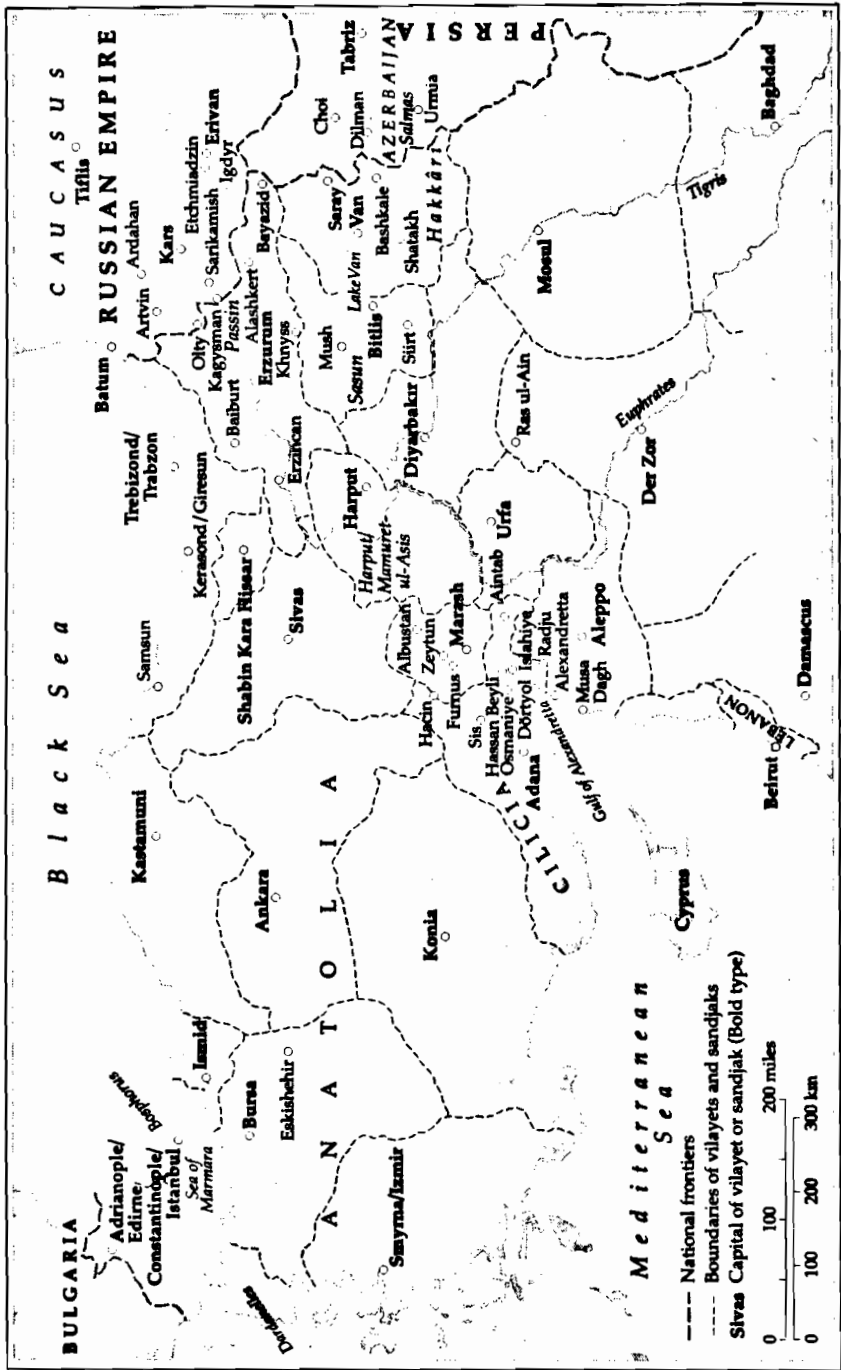 BULGARIA
Black Sea
CAUCASUS
Tiflis
RUSSIAN EMPIRE
Batum
Ardahan
Artvin
Kars
Etchmiadzin
Erivan
Igdyr
Sarikamish
Olty
Kagysman
Passin
Alashkert
Bayazid
Erzurum
Khnyss
Baiburt
Trebizond/
Trabzon
Kerasond/Giresun
Samsun
Kastamuni
Bosphorus
Adrianople/
Edirne
Constantinople/
Istanbul
Sea of
Marmara
Dardanelles
Ismid
Bursa
Eskishehir
Ankara
Shabin Kara Hissar
Sivas
Erzincan
ANATOLIA
Smyrna/Izmir
Konia
Harput
Harput/
Mamuret-
ul-Asis
Mush
Sasun
Lake Van
Bitlis
Siirt
Saray
Van
Bashkale
Shatakh
Hakkâri
Choi
Dilman
Tabriz
AZERBAIJAN
Salmas
Urmia
PERSIA
Diyarbakır
Albustan
Zeytun
Marash
Hacin
Furnus
Sis
Hassan Beyli
Osmaniye
Dörtyol
Islahiye
Radju
Aintab
Urfa
Ras ul-Ain
Mosul
CILICIA
Adana
Gulf of Alexandretta
Alexandretta
Musa
Dagh
Aleppo
Euphrates
Der Zor
Tigris
Baghdad
Cyprus
LEBANON
Beirut
Damascus
Mediterranean
Sea
National frontiers
Boundaries of vilayets and sandjaks
Sivas Capital of vilayet or sandjak (Bold type)
0 100 200 miles
0 100 200 300 km